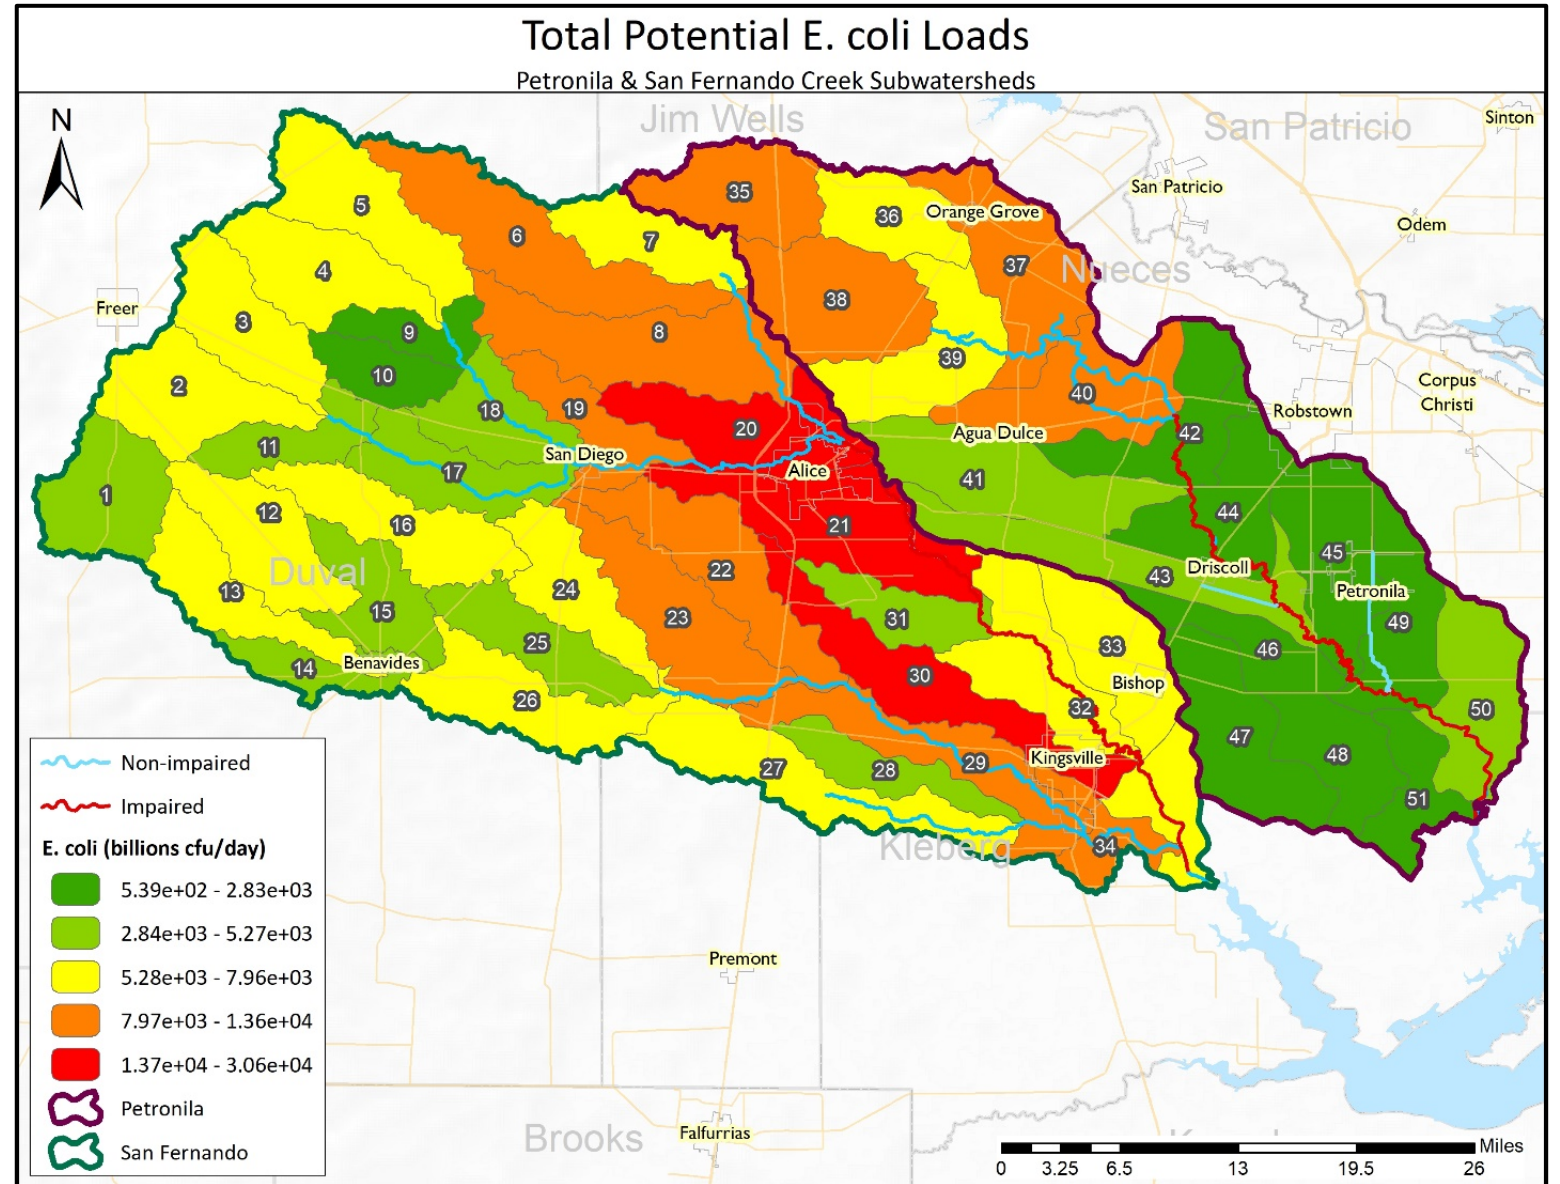 Total Potential E. coli Loads
Petronila & San Fernando Creek Subwatersheds
N
Jim Wells
San Patricio
Sinton
San Patricio
Odem
Orange Grove
Nueces
Freer
35
36
5
6
7
37
4
38
3
9
8
39
10
2
Corpus
Christi
40
18
19
Robstown
20
42
Agua Dulce
11
San Diego
17
Alice
41
1
12
16
21
44
45
Duval
22
43
Driscoll
13
24
Petronila
15
23
31
49
25
33
46
14
Benavides
30
Bishop
26
32
50
47
48
Kingsville
29
27
28
51
34
Kleberg
Non-impaired
Impaired
E. coli (billions cfu/day)
5.39e+02 - 2.83e+03
2.84e+03 - 5.27e+03
5.28e+03 - 7.96e+03
7.97e+03 - 1.36e+04
1.37e+04 - 3.06e+04
Petronila
San Fernando
Premont
Brooks
Falfurrias
Miles
0 3.25 6.5 13 19.5 26